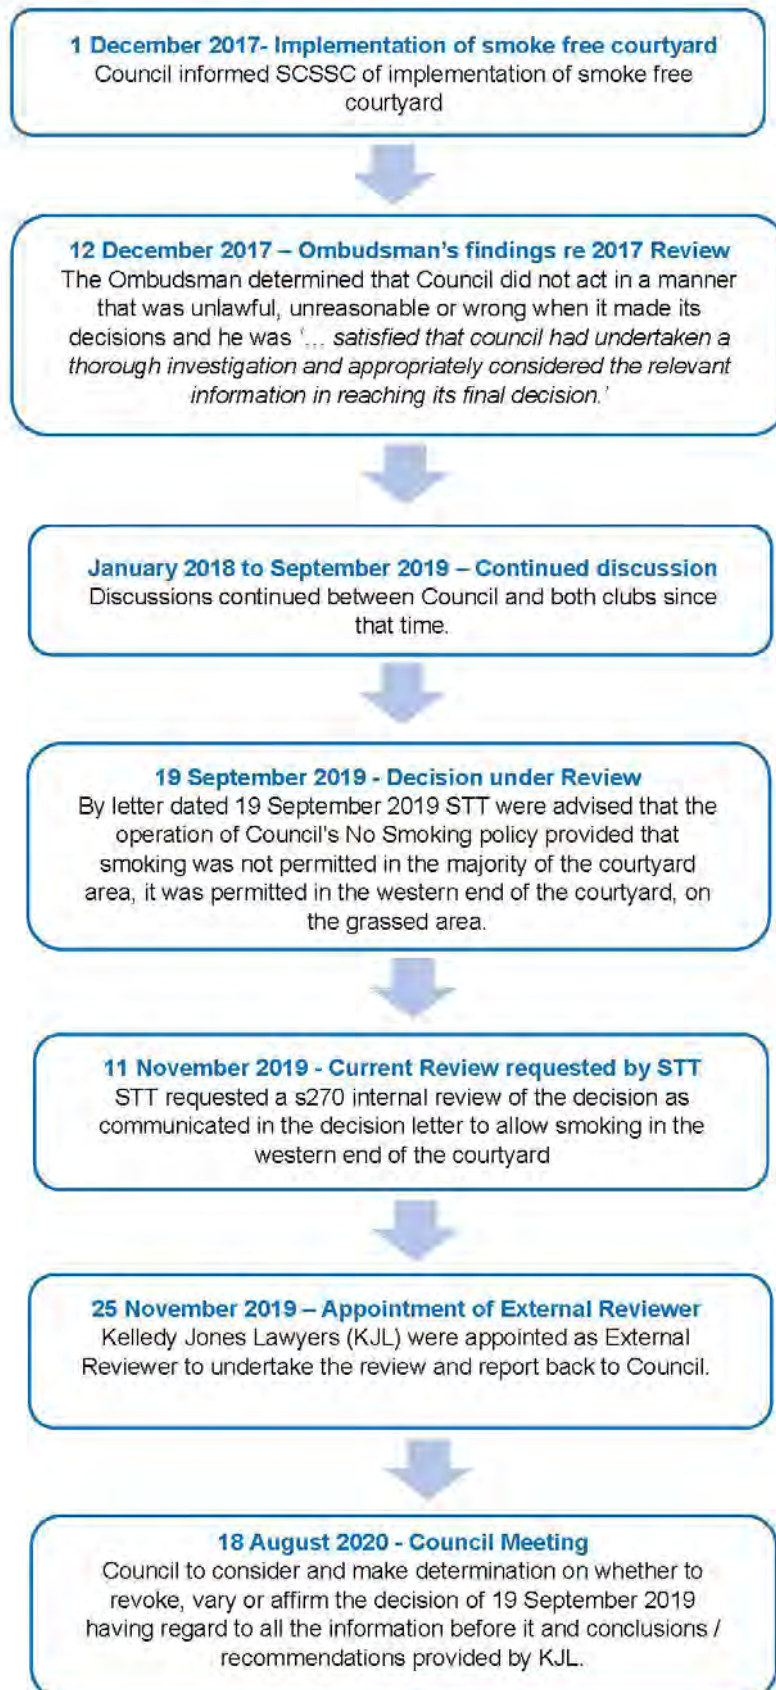 1 December 2017- Implementation of smoke free courtyard
Council informed SCSSC of implementation of smoke free
courtyard
12 December 2017 – Ombudsman's findings re 2017 Review
The Ombudsman determined that Council did not act in a manner
that was unlawful, unreasonable or wrong when it made its
decisions and he was '… satisfied that council had undertaken a
thorough investigation and appropriately considered the relevant
information in reaching its final decision.'
January 2018 to September 2019 – Continued discussion
Discussions continued between Council and both clubs since
that time.
19 September 2019 - Decision under Review
By letter dated 19 September 2019 STT were advised that the
operation of Council's No Smoking policy provided that
smoking was not permitted in the majority of the courtyard
area, it was permitted in the western end of the courtyard, on
the grassed area.
11 November 2019 - Current Review requested by STT
STT requested a s270 internal review of the decision as
communicated in the decision letter to allow smoking in the
western end of the courtyard
25 November 2019 – Appointment of External Reviewer
Kelledy Jones Lawyers (KJL) were appointed as External
Reviewer to undertake the review and report back to Council.
18 August 2020 - Council Meeting
Council to consider and make determination on whether to
revoke, vary or affirm the decision of 19 September 2019
having regard to all the information before it and conclusions /
recommendations provided by KJL.